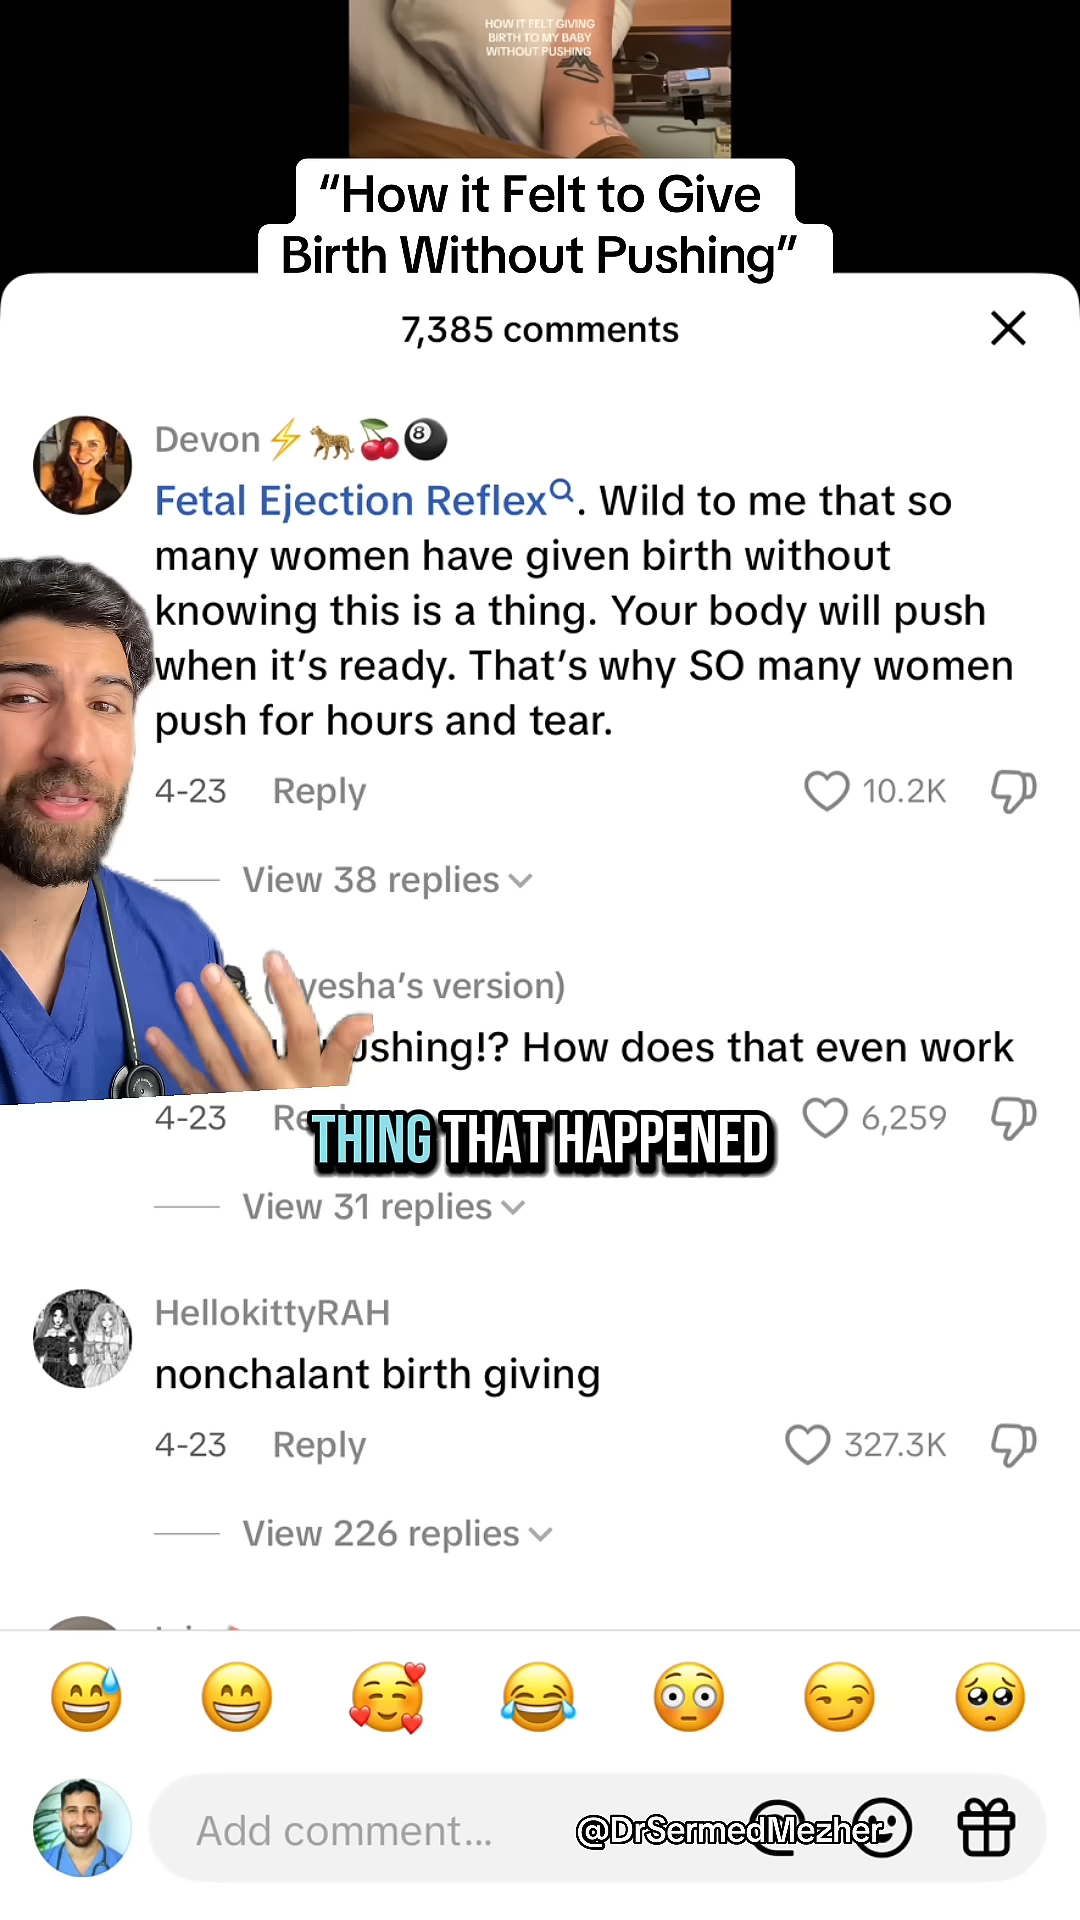 HOW IT FELT GIVING
BIRTH TO MY BABY
WITHOUT PUSHING
“How it Felt to Give
Birth Without Pushing”
7,385 comments
Devon⚡🐆🍒🎱
Fetal Ejection Reflex. Wild to me that so
many women have given birth without
knowing this is a thing. Your body will push
when it’s ready. That’s why SO many women
push for hours and tear.
4-23 Reply 10.2K
View 38 replies
version)
How does that even work
4-23 6,259
THING THAT HAPPENED
View 31 replies
HellokittyRAH
nonchalant birth giving
4-23 Reply 327.3K
View 226 replies
Add comment...
@DrSermedMezher